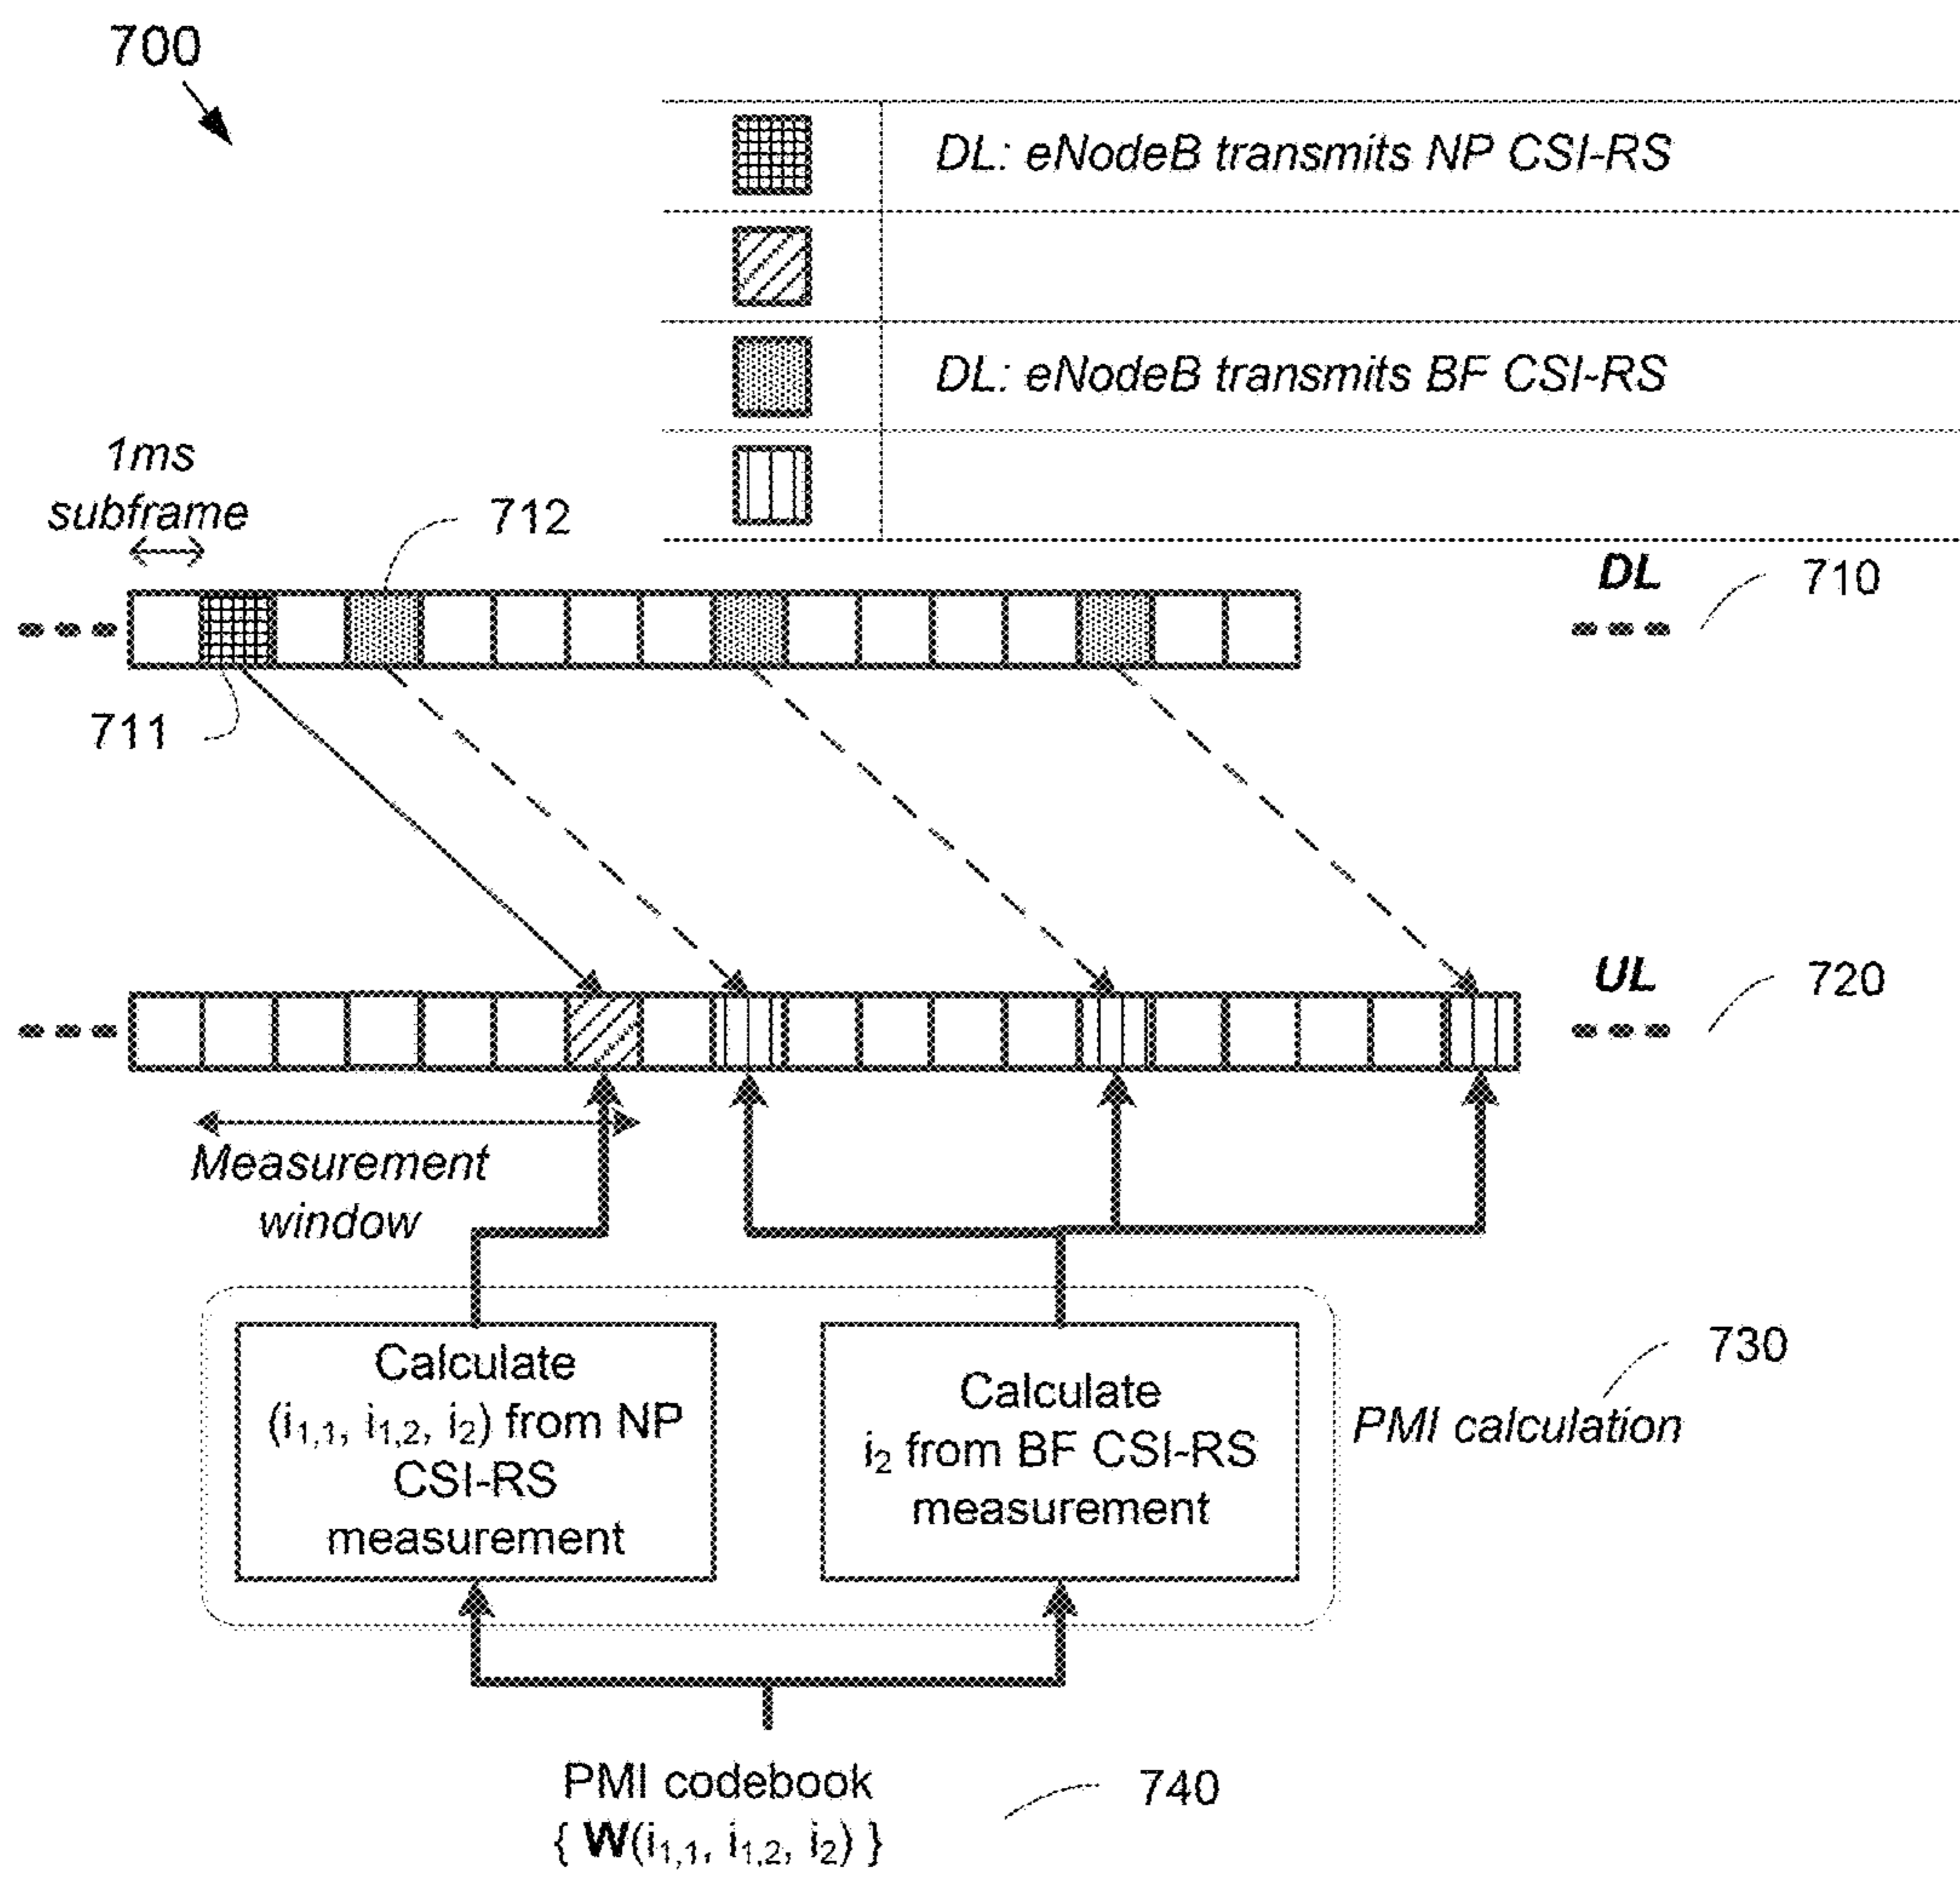 700
DL: eNodeB transmits NP CSI-RS
DL: eNodeB transmits BF CSI-RS
1ms
subframe
712
DL
710
711
UL
720
Measurement
window
Calculate
(i1,1, i1,2, i2) from NP
CSI-RS
measurement
Calculate
i2 from BF CSI-RS
measurement
730
PMI calculation
PMI codebook
{ W(i1,1, i1,2, i2) }
740